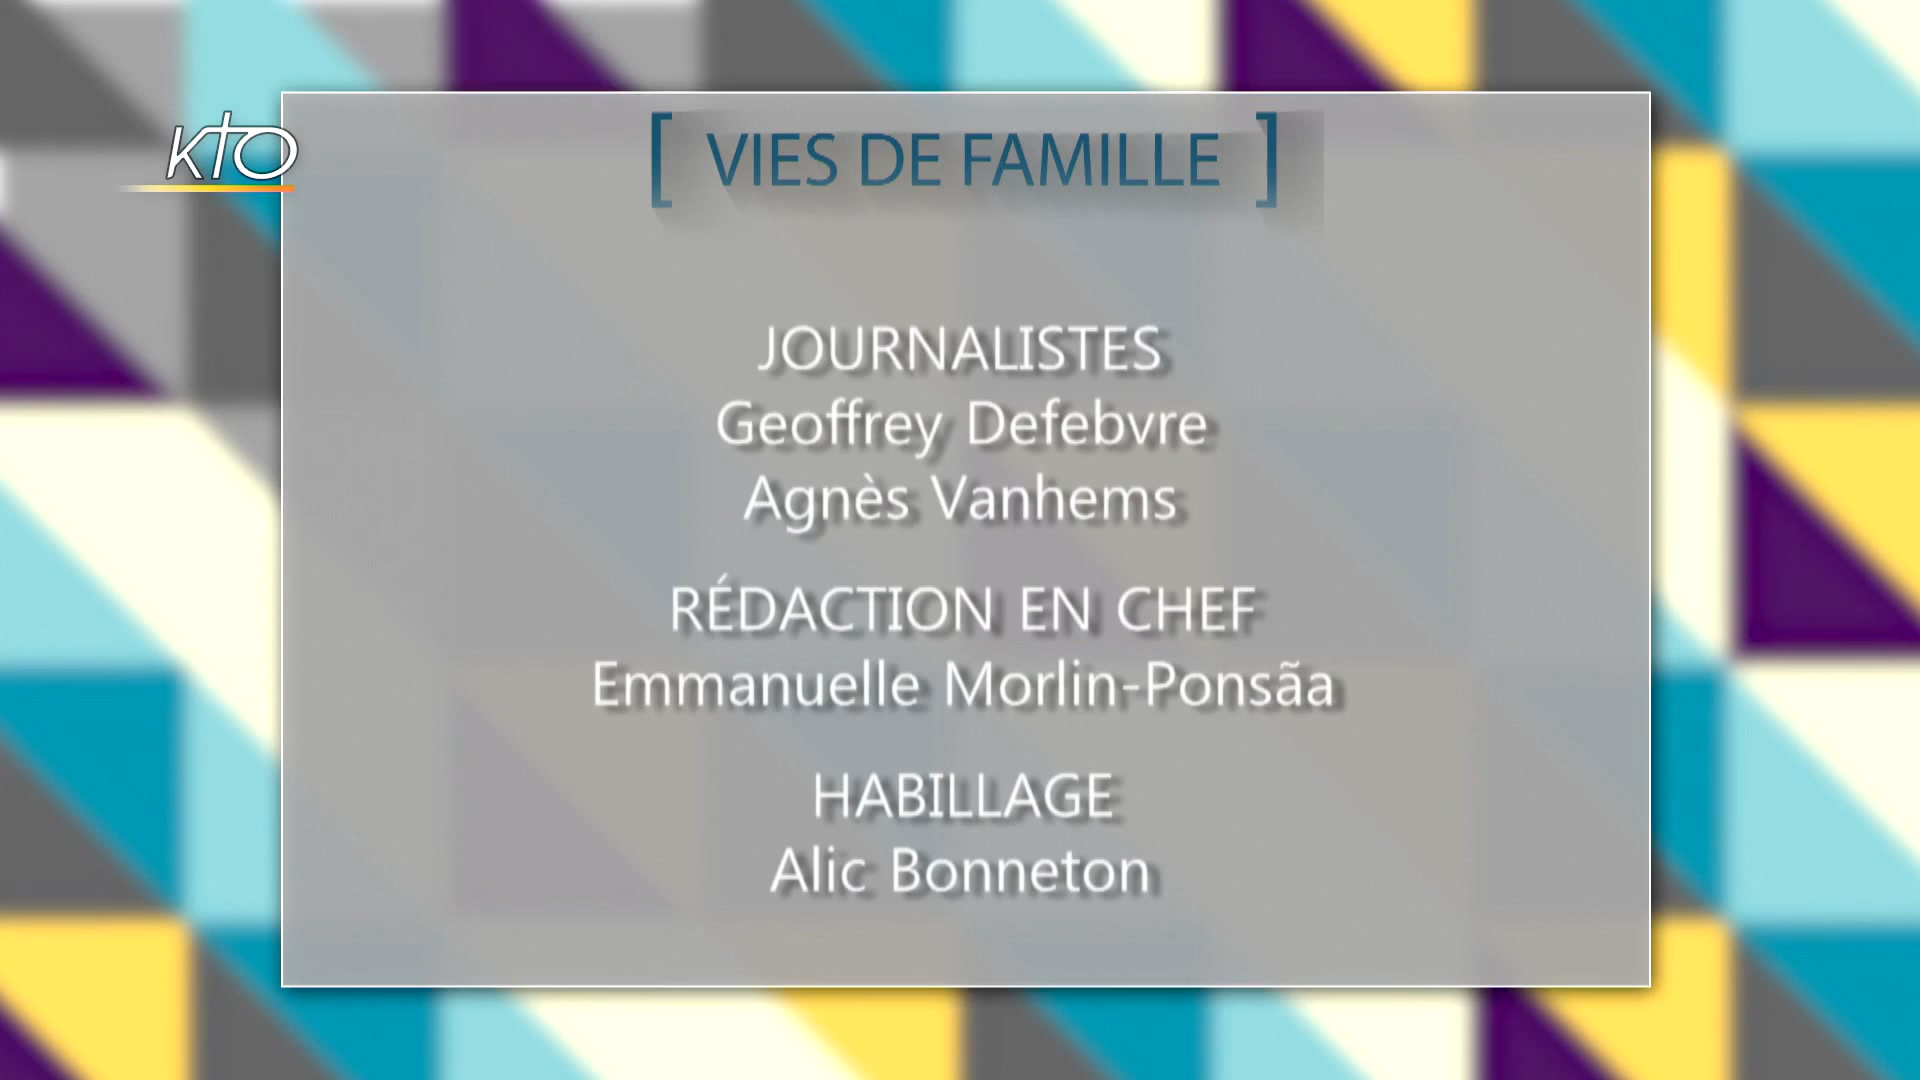 KTO
[ VIES DE FAMILLE ]
JOURNALISTES
Geoffrey Defebvre
Agnès Vanhems
RÉDACTION EN CHEF
Emmanuelle Morlin-Ponsãa
HABILLAGE
Alic Bonneton